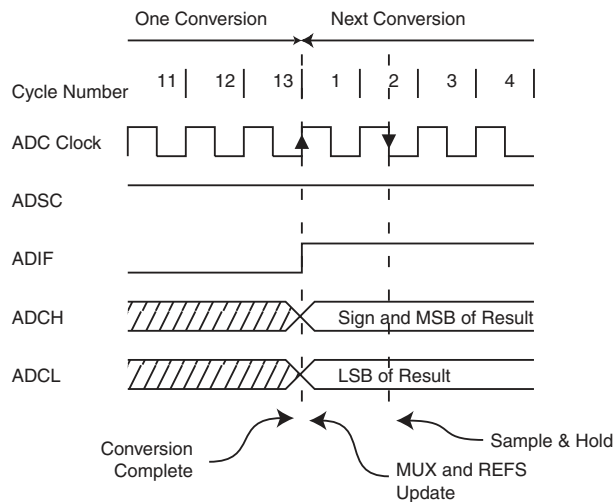 One Conversion Next Conversion
Cycle Number 11 12 13 1 2 3 4
ADC Clock
ADSC
ADIF
ADCH Sign and MSB of Result
ADCL LSB of Result
Conversion
Complete
MUX and REFS
Update
Sample & Hold